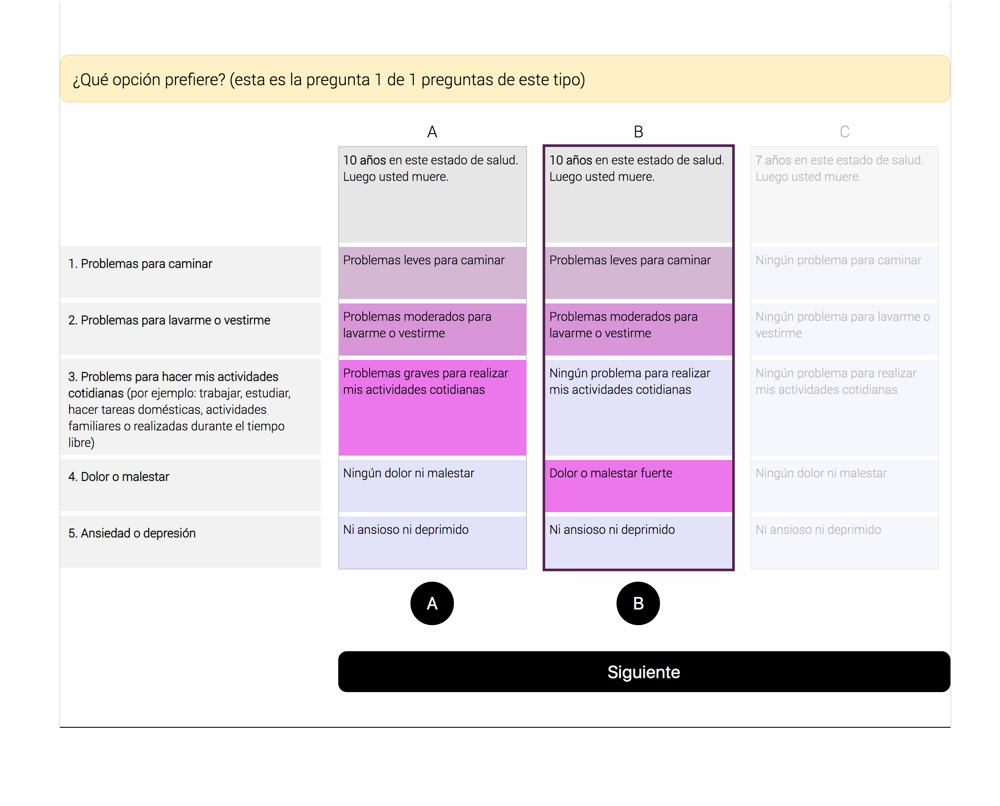 ¿Qué opción prefiere? (esta es la pregunta 1 de 1 preguntas de este tipo)
A
B
C
10 años en este estado de salud.
Luego usted muere.
10 años en este estado de salud.
Luego usted muere.
7 años en este estado de salud.
Luego usted muere.
1. Problemas para caminar
Problemas leves para caminar
Problemas leves para caminar
Ningún problema para caminar
2. Problemas para lavarme o vestirme
Problemas moderados para
lavarme o vestirme
Problemas moderados para
lavarme o vestirme
Ningún problema para lavarme o
vestirme
3. Problems para hacer mis actividades
cotidianas (por ejemplo: trabajar, estudiar,
hacer tareas domésticas, actividades
familiares o realizadas durante el tiempo
libre)
Problemas graves para realizar
mis actividades cotidianas
Ningún problema para realizar
mis actividades cotidianas
Ningún problema para realizar
mis actividades cotidianas
4. Dolor o malestar
Ningún dolor ni malestar
Dolor o malestar fuerte
Ningún dolor ni malestar
5. Ansiedad o depresión
Ni ansioso ni deprimido
Ni ansioso ni deprimido
Ni ansioso ni deprimido
A
B
Siguiente